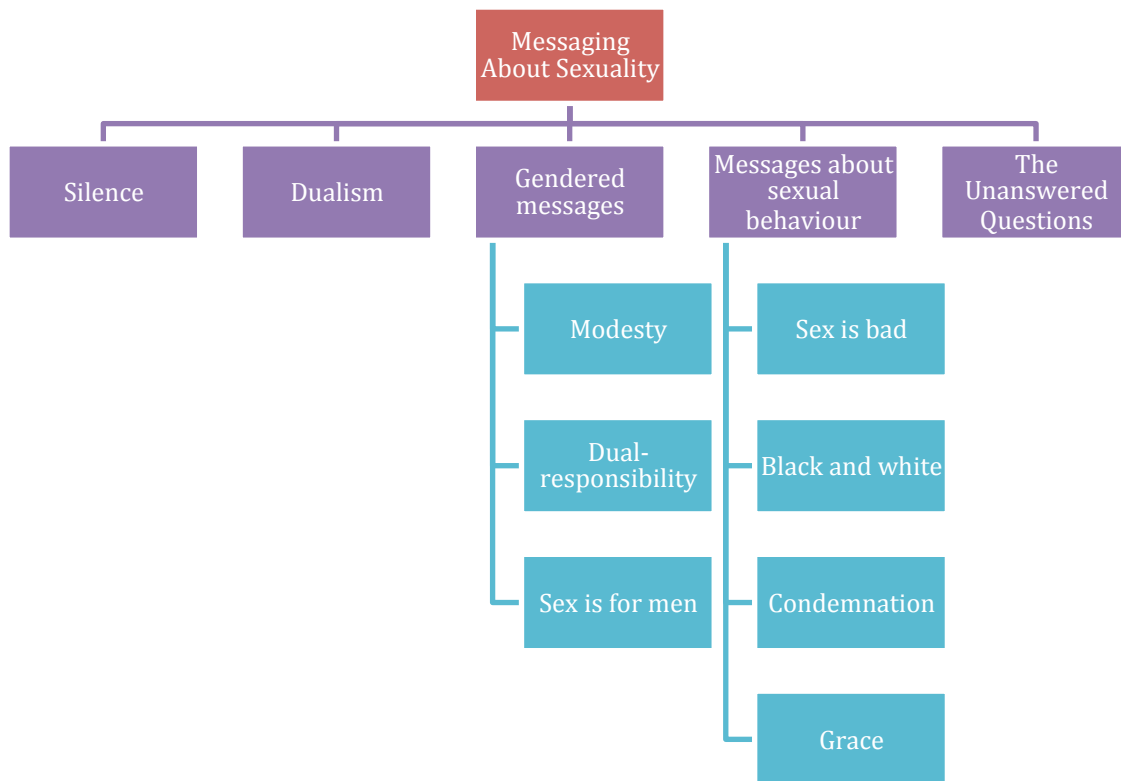 Messaging
About Sexuality
Silence
Dualism
Gendered
messages
Messages about
sexual
behaviour
The
Unanswered
Questions
Modesty
Dual-
responsibility
Sex is for men
Sex is bad
Black and white
Condemnation
Grace